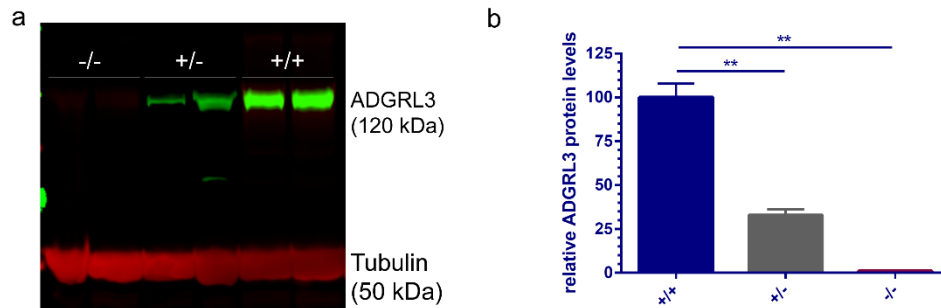 a
-/-
+/-
+/+
ADGRL3
(120 kDa)
Tubulin
(50 kDa)
b
relative ADGRL3 protein levels
125
100
75
50
25
0
**
**
+/+
+/-
-/-